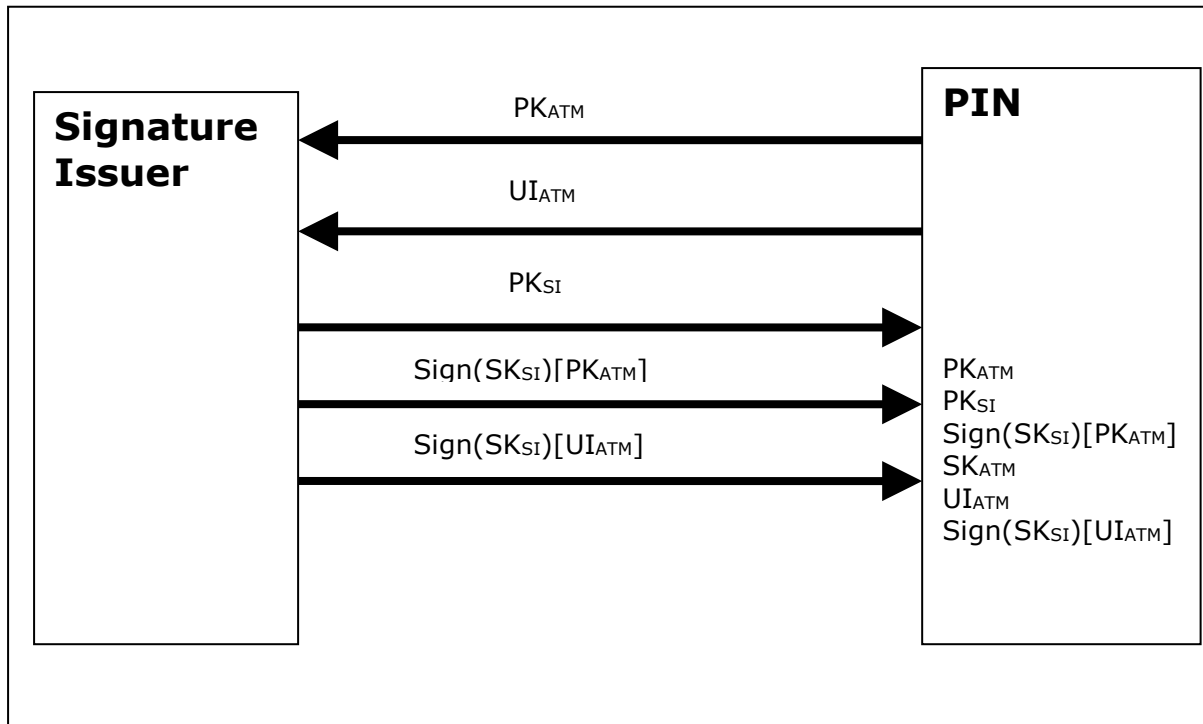 Signature
Issuer
PIN
PKATM
UIATM
PKSI
Sign(SKSI)[PKATM]
Sign(SKSI)[UIATM]
PKATM
PKSI
Sign(SKSI)[PKATM]
SKATM
UIATM
Sign(SKSI)[UIATM]